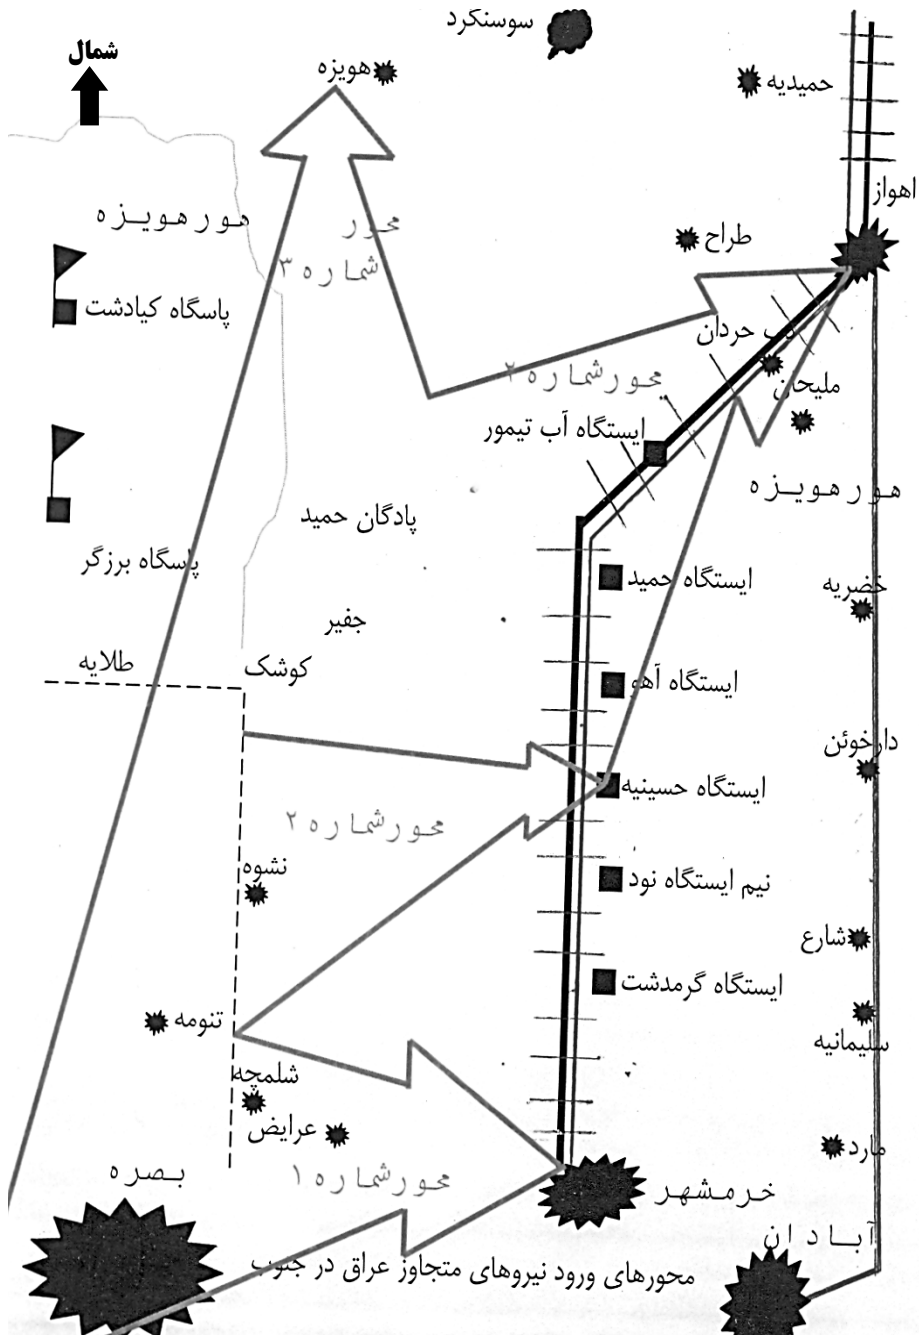 سوسنکرد
شمال
هویزه
حمیدیه
اهواز
هور هویزه
محور
شماره ۳
طراح
پاسگاه کیادشت
دب حردان
محور شماره ۲
ملیحان
ایستگاه آب تیمور
هور هویزه
پادگان حمید
پاسگاه برزگر
ایستگاه حمید
خضریه
جفیر
طلایه
کوشک
ایستگاه آهو
دارخوئن
ایستگاه حسینیه
محور شماره ۲
نشوه
نیم ایستگاه نود
شارع
ایستگاه گرمدشت
تنومه
سلیمانیه
شلمچه
عرایض
مارد
بصره
محور شماره ۱
خرمشهر
آبادان
محورهای ورود نیروهای متجاوز عراق در جنوب